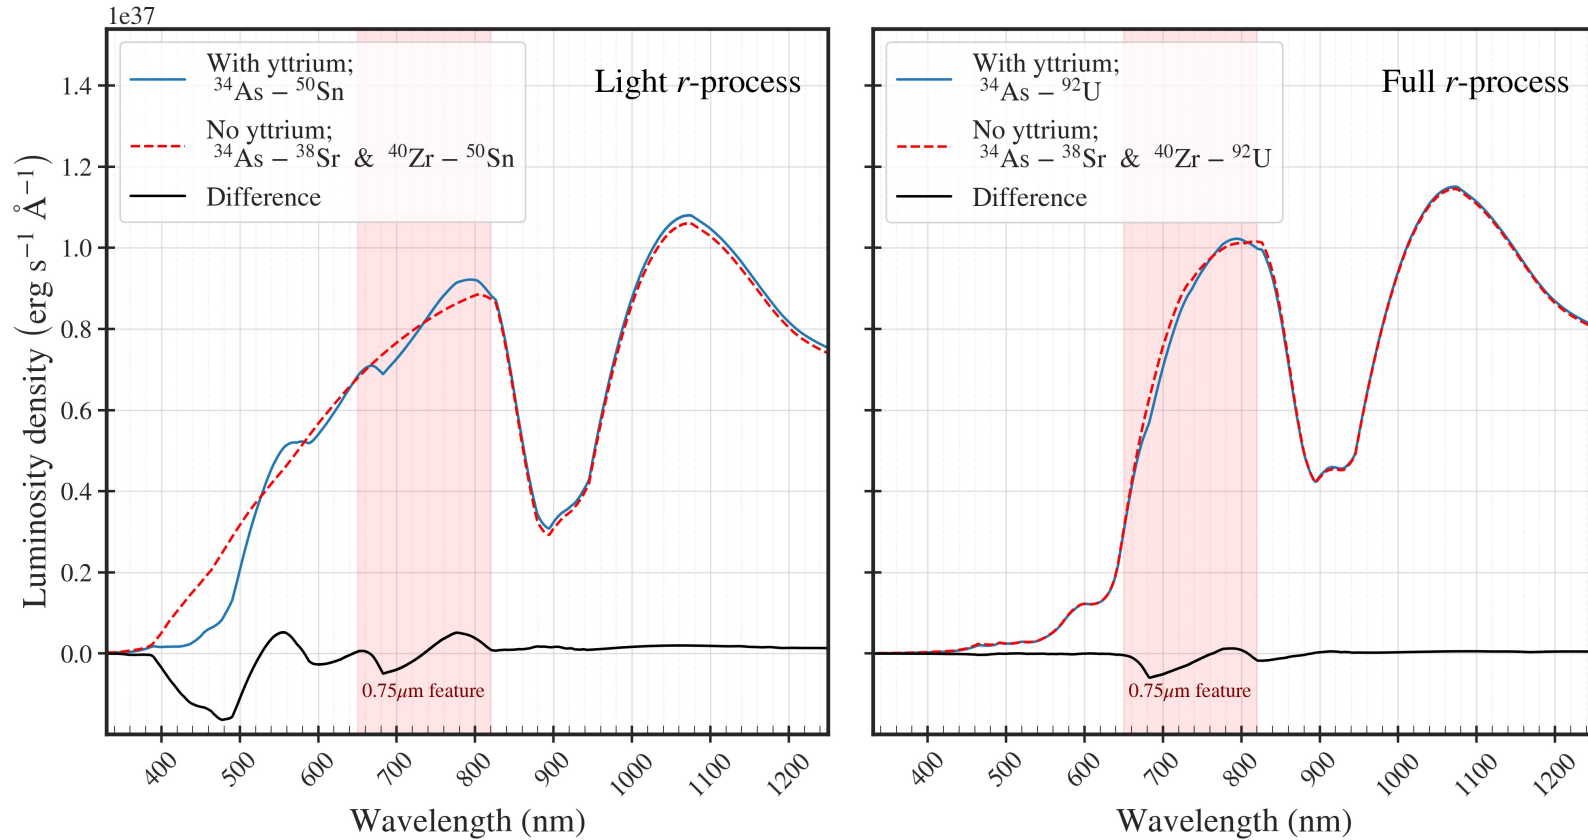 1e37
With yttrium;
³⁴As – ⁵⁰Sn
No yttrium;
³⁴As – ³⁸Sr & ⁴⁰Zr – ⁵⁰Sn
Difference
Light r-process
With yttrium;
³⁴As – ⁹²U
No yttrium;
³⁴As – ³⁸Sr & ⁴⁰Zr – ⁹²U
Difference
Full r-process
Luminosity density (erg s⁻¹ Å⁻¹)
1.4
1.2
1.0
0.8
0.6
0.4
0.2
0.0
0.75μm feature
0.75μm feature
400 500 600 700 800 900 1000 1100 1200
400 500 600 700 800 900 1000 1100 1200
Wavelength (nm)
Wavelength (nm)